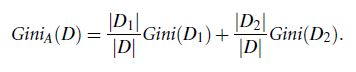 Gini_A(D) = |D_1|/|D| Gini(D_1) + |D_2|/|D| Gini(D_2).